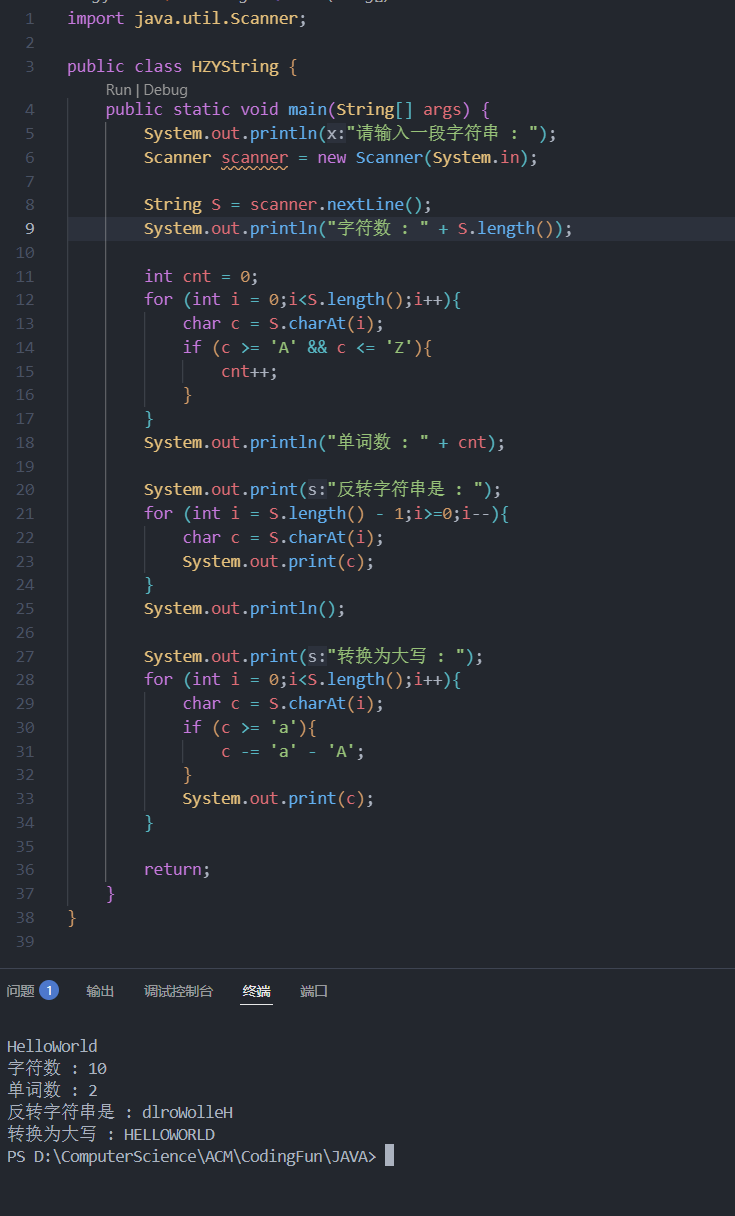 1 import java.util.Scanner;
2
3 public class HZYString {
Run | Debug
4 public static void main(String[] args) {
5 System.out.println(x:"请输入一段字符串 : ");
6 Scanner scanner = new Scanner(System.in);
7
8 String S = scanner.nextLine();
9 System.out.println("字符数 : " + S.length());
10
11 int cnt = 0;
12 for (int i = 0;i<S.length();i++){
13 char c = S.charAt(i);
14 if (c >= 'A' && c <= 'Z'){
15 cnt++;
16 }
17 }
18 System.out.println("单词数 : " + cnt);
19
20 System.out.print(s:"反转字符串是 : ");
21 for (int i = S.length() - 1;i>=0;i--){
22 char c = S.charAt(i);
23 System.out.print(c);
24 }
25 System.out.println();
26
27 System.out.print(s:"转换为大写 : ");
28 for (int i = 0;i<S.length();i++){
29 char c = S.charAt(i);
30 if (c >= 'a'){
31 c -= 'a' - 'A';
32 }
33 System.out.print(c);
34 }
35
36 return;
37 }
38 }
39
问题 1 输出 调试控制台 终端 端口
HelloWorld
字符数 : 10
单词数 : 2
反转字符串是 : dlroWolleH
转换为大写 : HELLOWORLD
PS D:\ComputerScience\ACM\CodingFun\JAVA>